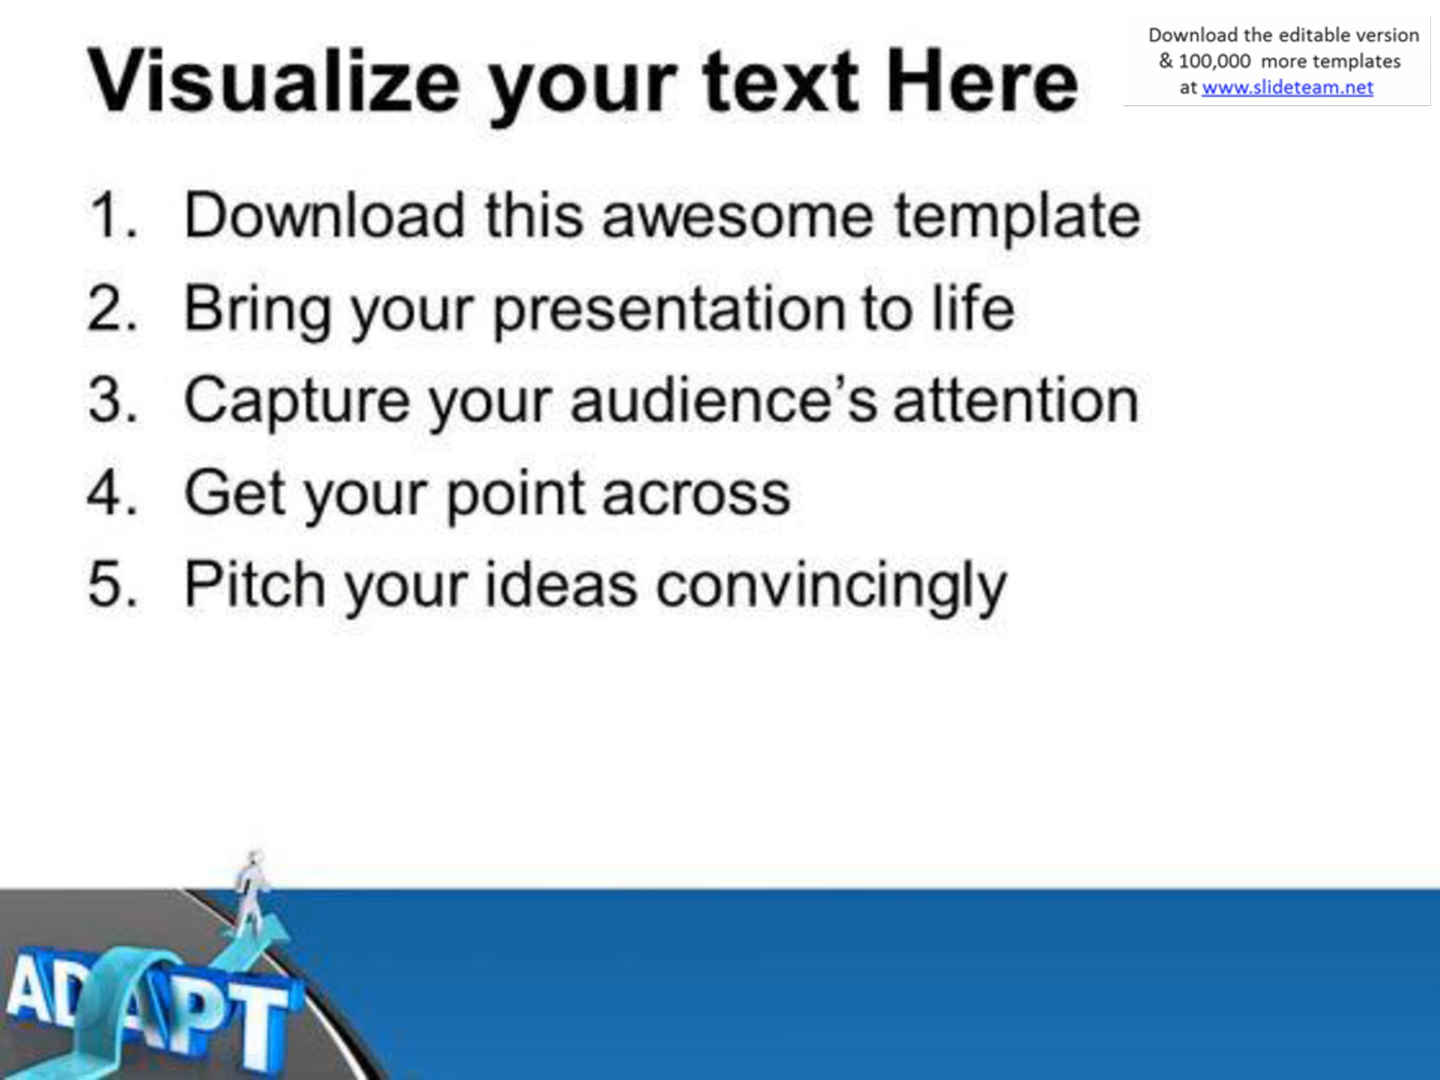 Visualize your text Here
Download the editable version
& 100,000 more templates
at www.slideteam.net
1. Download this awesome template
2. Bring your presentation to life
3. Capture your audience’s attention
4. Get your point across
5. Pitch your ideas convincingly
ADAPT